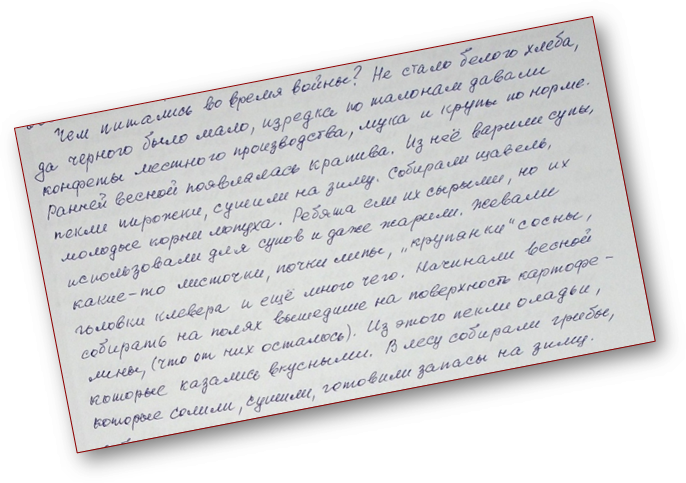 Чем питались во время войны? Не стало белого хлеба,
да черного было мало, изредка по талонам давали
конфеты местного производства, мука и крупы по норме.
Ранней весной появлялась крапива. Из неё варили супы,
пекли пирожки, сушили на зиму. Собирали щавель,
молодые корни лопуха. Ребята ели их сырыми, но их
использовали для супов и даже жарили. Жевали
какие-то листочки, почки липы, „крупанки" сосны,
головки клевера и ещё много чего. Начинали весной
собирать на полях вышедшие на поверхность картофе-
лины, (что от них осталось). Из этого пекли оладьи,
которые казались вкусными. В лесу собирали грибы,
которые солили, сушили, готовили запасы на зиму.